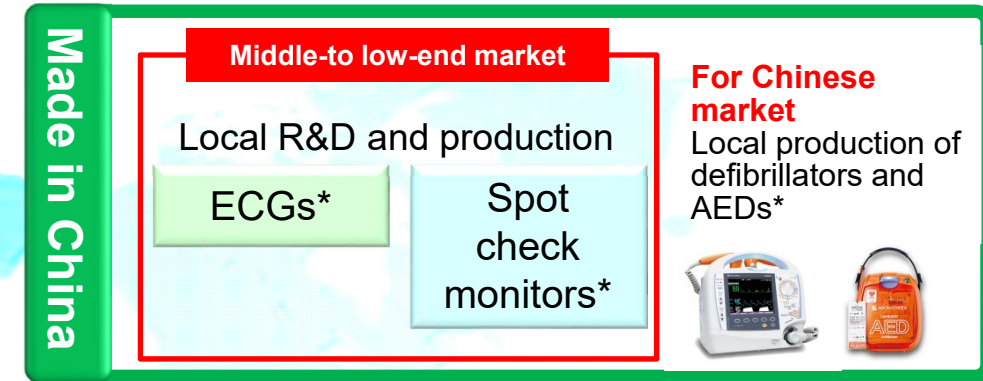 Made in China
Middle-to low-end market
Local R&D and production
ECGs*
Spot
check
monitors*
For Chinese
market
Local production of
defibrillators and
AEDs*
AED